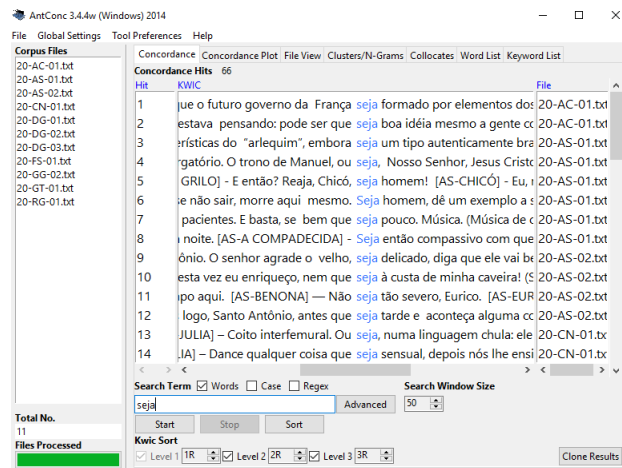 AntConc 3.4.4w (Windows) 2014
File Global Settings Tool Preferences Help
Corpus Files
20-AC-01.txt
20-AS-01.txt
20-AS-02.txt
20-CN-01.txt
20-DG-01.txt
20-DG-02.txt
20-DG-03.txt
20-FS-01.txt
20-GG-02.txt
20-GT-01.txt
20-RG-01.txt
Total No.
11
Files Processed
Concordance Concordance Plot File View Clusters/N-Grams Collocates Word List Keyword List
Concordance Hits 66
Hit KWIC File
1 que o futuro governo da França seja formado por elementos dos 20-AC-01.txt
2 estava pensando: pode ser que seja boa idéia mesmo a gente 20-AC-01.txt
3 erísticas do "arlequim", embora seja um tipo autenticamente bra 20-AS-01.txt
4 rgatório. O trono de Manuel, ou seja, Nosso Senhor, Jesus Cristo 20-AS-01.txt
5 GRILO] - E então? Reaja, Chicó, seja homem! [AS-CHICÓ] - Eu, 20-AS-01.txt
6 se não sair, morre aqui mesmo. Seja homem, dê um exemplo a 20-AS-01.txt
7 pacientes. E basta, se bem que seja pouco. Música. (Música de 20-AS-01.txt
8 noite. [AS-A COMPADECIDA] - Seja então compassivo com que 20-AS-01.txt
9 ônio. O senhor agrade o velho, seja delicado, diga que ele vai 20-AS-02.txt
10 esta vez eu enriqueço, nem que seja à custa de minha caveira! 20-AS-02.txt
11 po aqui. [AS-BENONA] — Não seja tão severo, Eurico. [AS-EUR 20-AS-02.txt
12 logo, Santo Antônio, antes que seja tarde e aconteça alguma 20-AS-02.txt
13 JULIA] – Coito interfemural. Ou seja, numa linguagem chula: ele 20-CN-01.tx
14 IA] – Dance qualquer coisa que seja sensual, depois nós lhe ensi 20-CN-01.tx
Search Term Words Case Regex Search Window Size
seja Advanced 50
Start Stop Sort
Kwic Sort
Level 1 1R Level 2 2R Level 3 3R Clone Results